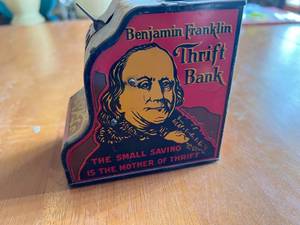 Benjamin Franklin
Thrift
Bank
THE SMALL SAVING
IS THE MOTHER OF THRIFT